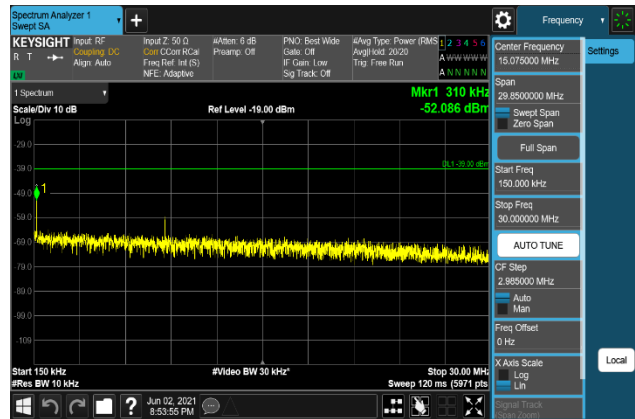 Spectrum Analyzer 1
Swept SA
Frequency
KEYSIGHT
Input: RF
Input Z: 50 Ω
#Atten: 6 dB
PNO: Best Wide
#Avg Type: Power (RMS
1 2 3 4 5 6
R T
Coupling: DC
Corr CCorr RCal
Preamp: Off
Gate: Off
Avg|Hold: 20/20
A W W W W W
Align: Auto
Freq Ref: Int (S)
IF Gain: Low
Trig: Free Run
NFE: Adaptive
Sig Track: Off
A N N N N N
1 Spectrum
Scale/Div 10 dB
Ref Level -19.00 dBm
Mkr1 310 kHz
-52.086 dBm
Log
-29.0
-39.0
DL1 -39.00 dBm
-49.0
1
-59.0
-69.0
-79.0
-89.0
-99.0
-109
Start 150 kHz
#Video BW 30 kHz*
Stop 30.00 MHz
#Res BW 10 kHz
Sweep 120 ms (5971 pts
?
Jun 02, 2021
8:53:55 PM
Center Frequency
15.075000 MHz
Settings
Span
29.8500000 MHz
Swept Span
Zero Span
Full Span
Start Freq
150.000 kHz
Stop Freq
30.000000 MHz
AUTO TUNE
CF Step
2.985000 MHz
Auto
Man
Freq Offset
0 Hz
X Axis Scale
Log
Lin
Local
Signal Track
(Span Zoom)